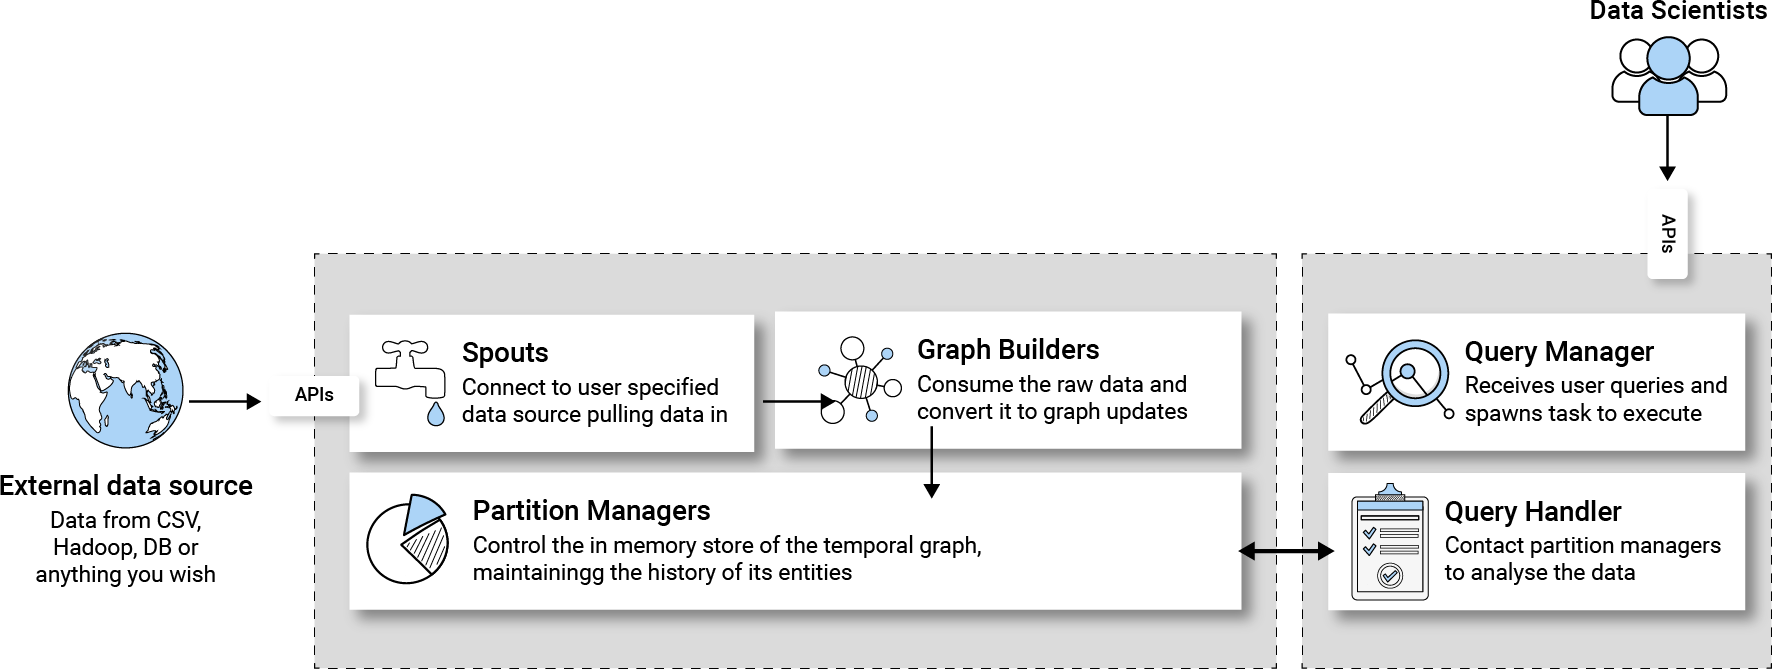 Data Scientists
APIs
External data source
Data from CSV,
Hadoop, DB or
anything you wish
APIs
Spouts
Connect to user specified
data source pulling data in
Graph Builders
Consume the raw data and
convert it to graph updates
Partition Managers
Control the in memory store of the temporal graph,
maintainingg the history of its entities
Query Manager
Receives user queries and
spawns task to execute
Query Handler
Contact partition managers
to analyse the data